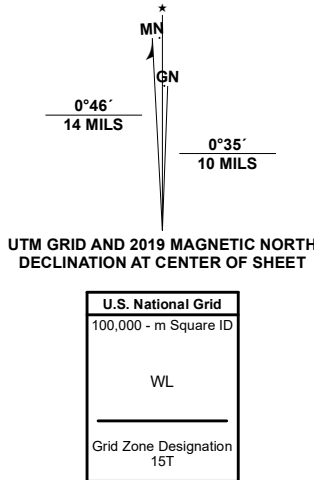 ★
MN
GN
0°46´
14 MILS
0°35´
10 MILS
UTM GRID AND 2019 MAGNETIC NORTH
DECLINATION AT CENTER OF SHEET
U.S. National Grid
100,000 - m Square ID
WL
Grid Zone Designation
15T